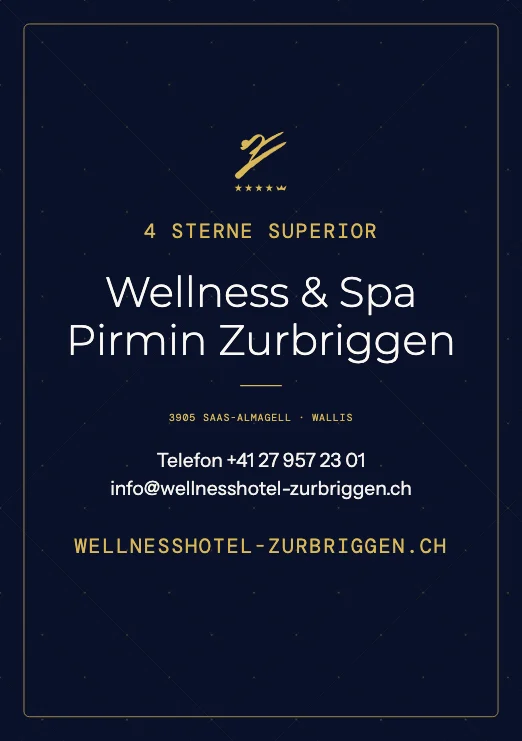 4 STERNE SUPERIOR
Wellness & Spa
Pirmin Zurbriggen
3905 SAAS-ALMAGELL · WALLIS
Telefon +41 27 957 23 01
info@wellnesshotel-zurbriggen.ch
WELLNESSHOTEL-ZURBRIGGEN.CH